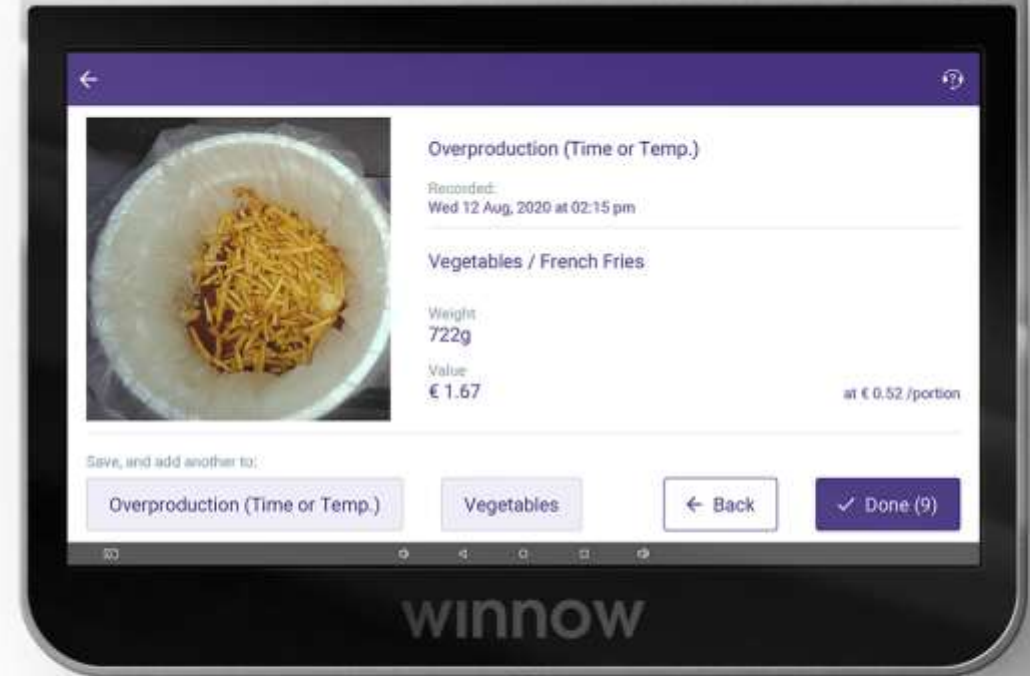 Overproduction (Time or Temp.)
Recorded:
Wed 12 Aug, 2020 at 02:15 pm
Vegetables / French Fries
Weight
722g
Value
€ 1.67
at € 0.52 /portion
Save, and add another to:
Overproduction (Time or Temp.)
Vegetables
← Back
✓ Done (9)
winnow